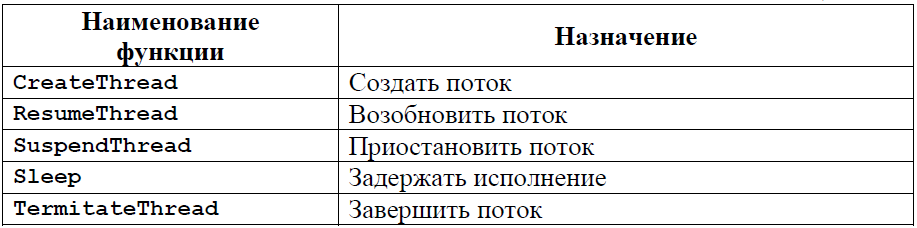 Наименование
функции
Назначение
CreateThread Создать поток
ResumeThread Возобновить поток
SuspendThread Приостановить поток
Sleep Задержать исполнение
TermitateThread Завершить поток